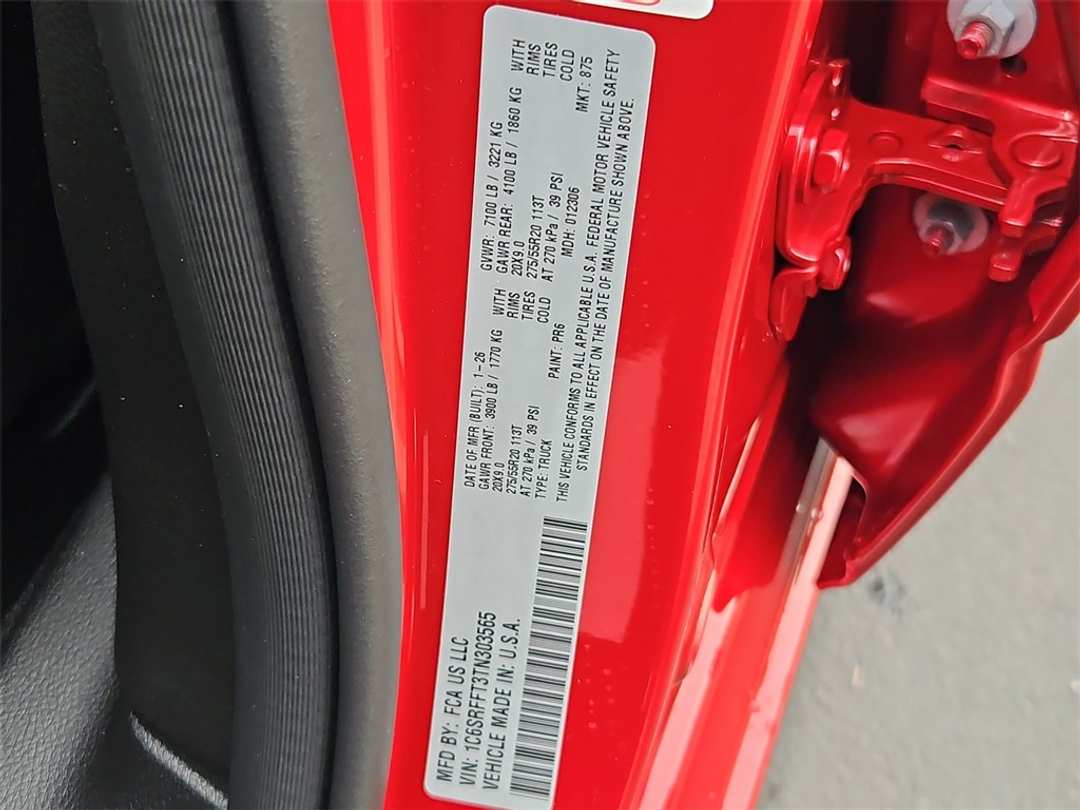 MFD BY: FCA US LLC
VIN: 1C6SRFFT3TN303565
VEHICLE MADE IN: U.S.A.
DATE OF MFR (BUILT): 1-26
GAWR FRONT: 3900 LB / 1770 KG WITH
20X9.0 RIMS
275/55R20 113T TIRES
AT 270 kPa / 39 PSI COLD
TYPE: TRUCK PAINT: PR6
GVWR: 7100 LB / 3221 KG
GAWR REAR: 4100 LB / 1860 KG WITH
20X9.0 RIMS
275/55R20 113T TIRES
AT 270 kPa / 39 PSI COLD
MDH: 012306 MKT: 875
THIS VEHICLE CONFORMS TO ALL APPLICABLE U.S.A. FEDERAL MOTOR VEHICLE SAFETY
STANDARDS IN EFFECT ON THE DATE OF MANUFACTURE SHOWN ABOVE.